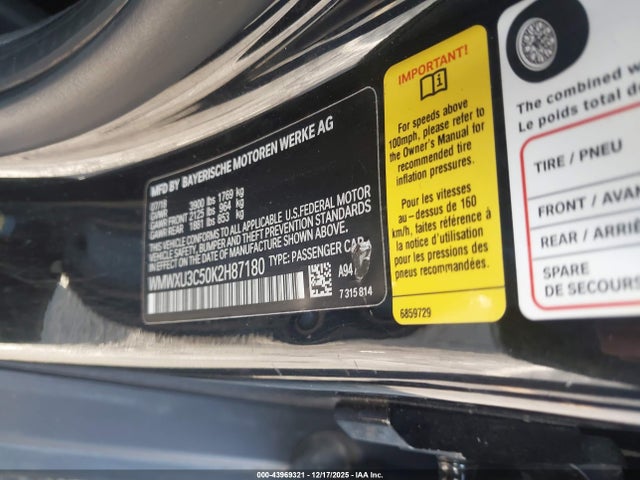 MFD BY BAYERISCHE MOTOREN WERKE AG
07/18
GVWR 3900 lbs 1769 kg
GAWR FRONT 2125 lbs 964 kg
GAWR REAR 1881 lbs 853 kg
THIS VEHICLE CONFORMS TO ALL APPLICABLE U.S.FEDERAL MOTOR
VEHICLE SAFETY, BUMPER AND THEFT PREVENTION STANDARDS
IN EFFECT ON THE DATE OF MANUFACTURE SHOWN ABOVE.
WMWXU3C50K2H87180 TYPE: PASSENGER CAR
A94
7 315 814
IMPORTANT!
For speeds above
100mph, please refer to
the Owner's Manual for
recommended tire
inflation pressures.
Pour les vitesses
au-dessus de 160
km/h, faites référence à
la notice d'utilisation
pour les pressions de
pneu recommandées.
6859729
The combined w
Le poids total de
TIRE / PNEU
FRONT / AVAN
REAR / ARRIÈ
SPARE
DE SECOURS
000-43969321 - 12/17/2025 - IAA Inc.